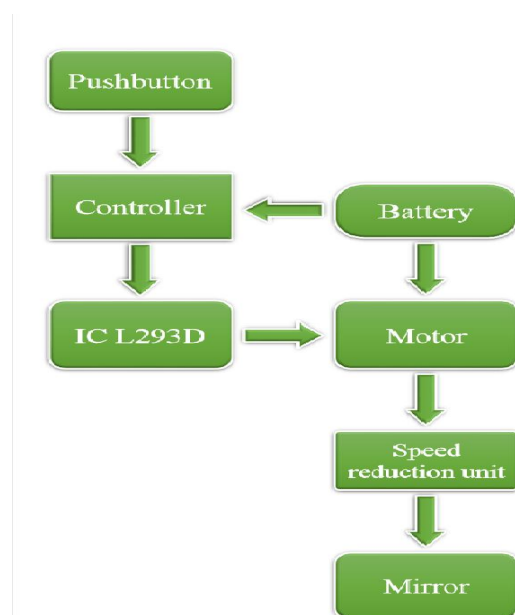 Pushbutton
Controller
Battery
IC L293D
Motor
Speed
reduction unit
Mirror